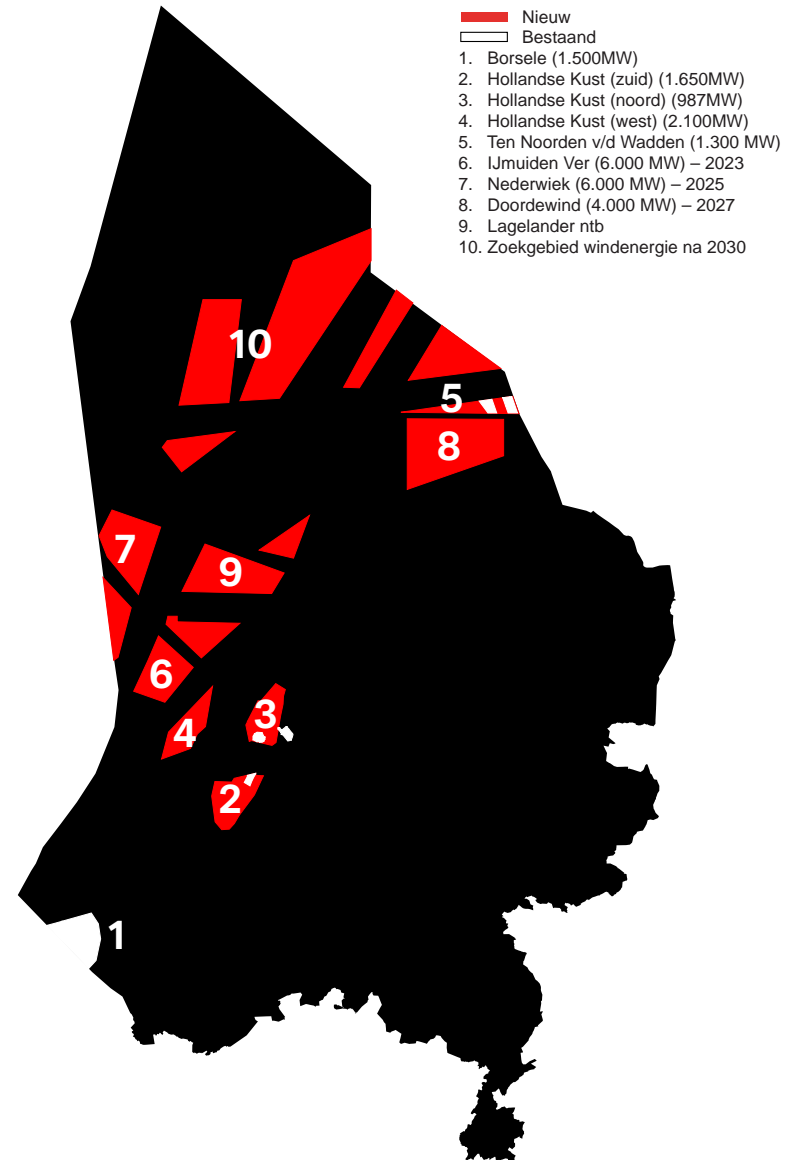 Nieuw
Bestaand
1. Borsele (1.500MW)
2. Hollandse Kust (zuid) (1.650MW)
3. Hollandse Kust (noord) (987MW)
4. Hollandse Kust (west) (2.100MW)
5. Ten Noorden v/d Wadden (1.300 MW)
6. IJmuiden Ver (6.000 MW) – 2023
7. Nederwiek (6.000 MW) – 2025
8. Doordewind (4.000 MW) – 2027
9. Lagelander ntb
10. Zoekgebied windenergie na 2030
10
5
8
7
9
6
3
4
2
1